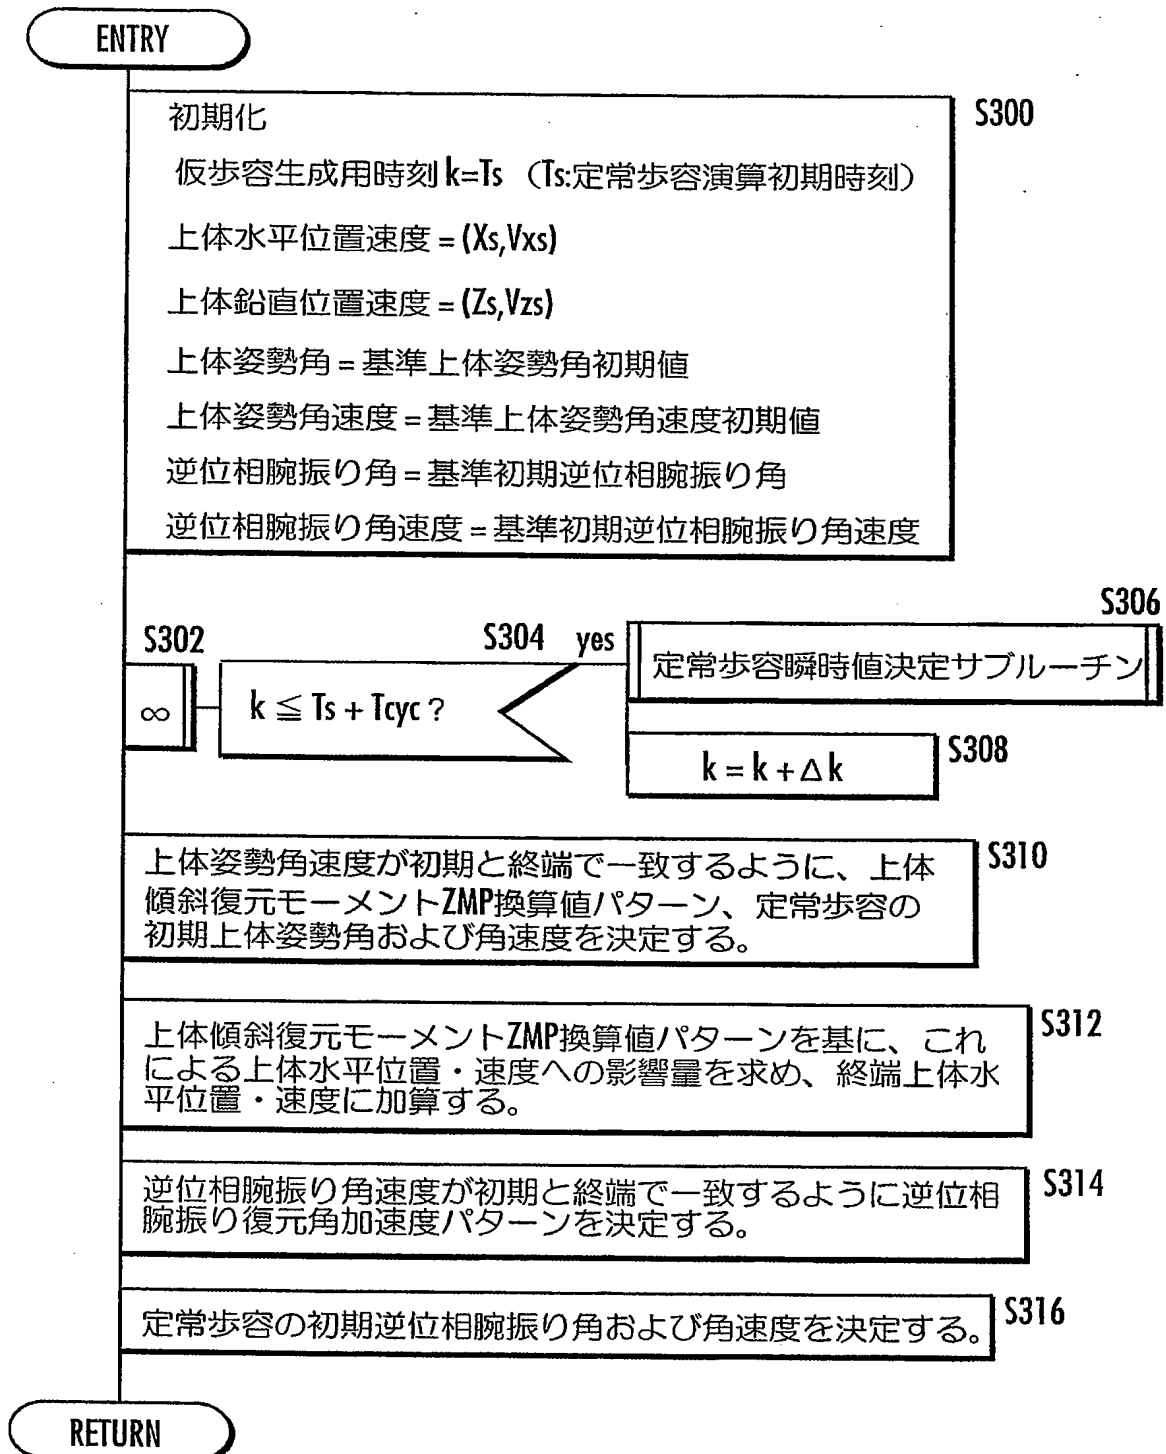 ENTRY
S300
初期化
仮歩容生成用時刻 k=Ts （Ts:定常歩容演算初期時刻）
上体水平位置速度 = (Xs,Vxs)
上体鉛直位置速度 = (Zs,Vzs)
上体姿勢角 = 基準上体姿勢角初期値
上体姿勢角速度 = 基準上体姿勢角速度初期値
逆位相腕振り角 = 基準初期逆位相腕振り角
逆位相腕振り角速度 = 基準初期逆位相腕振り角速度
S302
∞
S304
k ≦ Ts + Tcyc ?
yes
S306
定常歩容瞬時値決定サブルーチン
S308
k = k + Δk
S310
上体姿勢角速度が初期と終端で一致するように、上体
傾斜復元モーメントZMP換算値パターン、定常歩容の
初期上体姿勢角および角速度を決定する。
S312
上体傾斜復元モーメントZMP換算値パターンを基に、これ
による上体水平位置・速度への影響量を求め、終端上体水
平位置・速度に加算する。
S314
逆位相腕振り角速度が初期と終端で一致するように逆位相
腕振り復元角加速度パターンを決定する。
S316
定常歩容の初期逆位相腕振り角および角速度を決定する。
RETURN